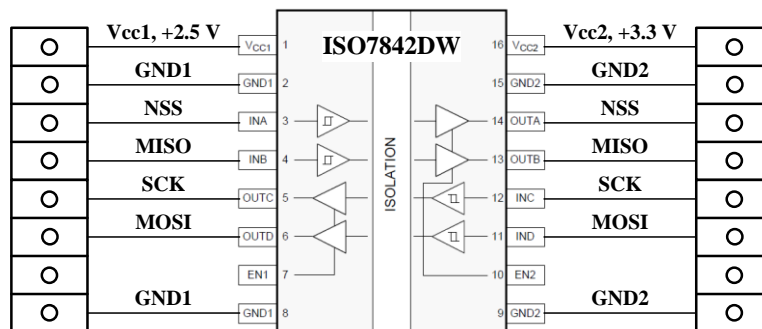 Vcc1, +2.5 V VCC1 1 ISO7842DW 16 VCC2 Vcc2, +3.3 V
GND1 GND1 2 15 GND2 GND2
NSS INA 3 14 OUTA NSS
MISO INB 4 13 OUTB MISO
ISOLATION
SCK OUTC 5 12 INC SCK
MOSI OUTD 6 11 IND MOSI
EN1 7 10 EN2
GND1 GND1 8 9 GND2 GND2